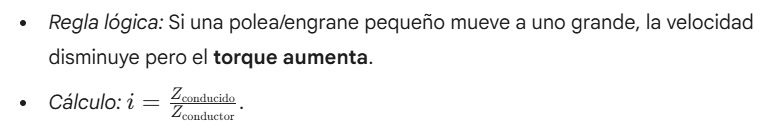 • Regla lógica: Si una polea/engrane pequeño mueve a uno grande, la velocidad
disminuye pero el torque aumenta.
• Cálculo: i = Z_conducido / Z_conductor.